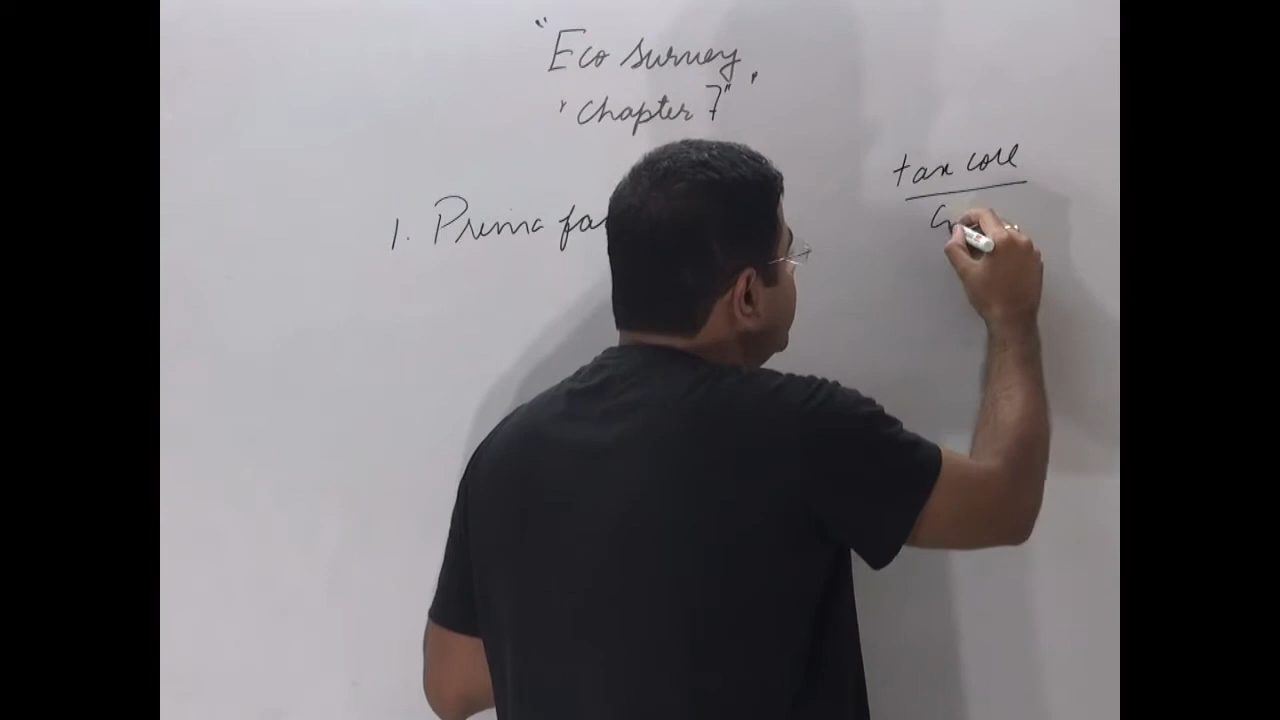 "Eco Survey
'Chapter 7"'
1. Prima fa
tax coll